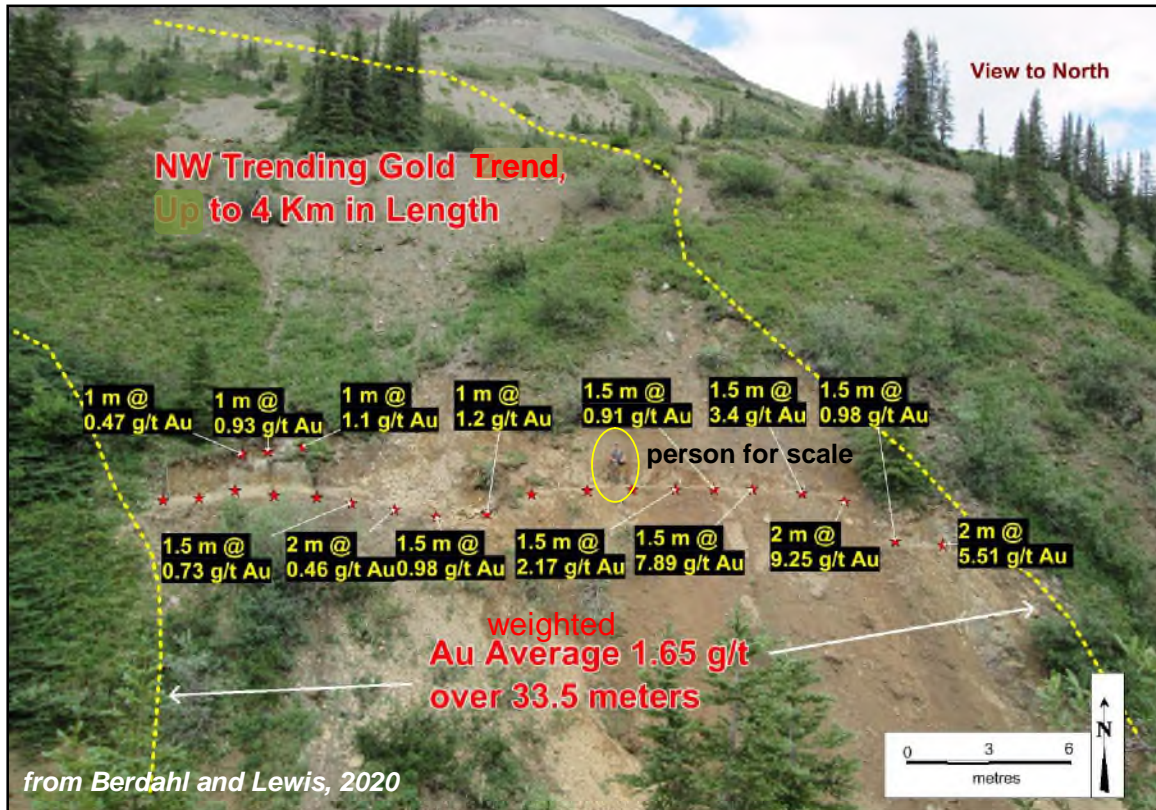 View to North
NW Trending Gold Trend,
Up to 4 Km in Length
1 m @
0.47 g/t Au
1 m @
0.93 g/t Au
1 m @
1.1 g/t Au
1 m @
1.2 g/t Au
1.5 m @
0.91 g/t Au
1.5 m @
3.4 g/t Au
1.5 m @
0.98 g/t Au
person for scale
1.5 m @
0.73 g/t Au
2 m @
0.46 g/t Au
1.5 m @
0.98 g/t Au
1.5 m @
2.17 g/t Au
1.5 m @
7.89 g/t Au
2 m @
9.25 g/t Au
2 m @
5.51 g/t Au
weighted
Au Average 1.65 g/t
over 33.5 meters
N
0 3 6
metres
from Berdahl and Lewis, 2020